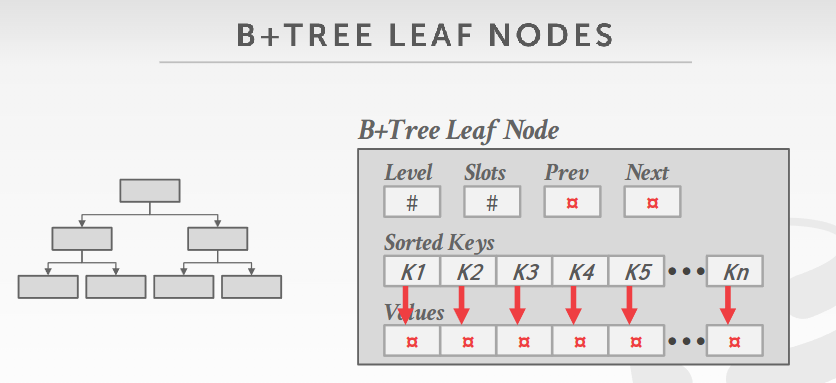 B+TREE LEAF NODES
B+Tree Leaf Node
Level Slots Prev Next
# # ¤ ¤
Sorted Keys
K1 K2 K3 K4 K5 ••• Kn
Values
¤ ¤ ¤ ¤ ¤ ••• ¤